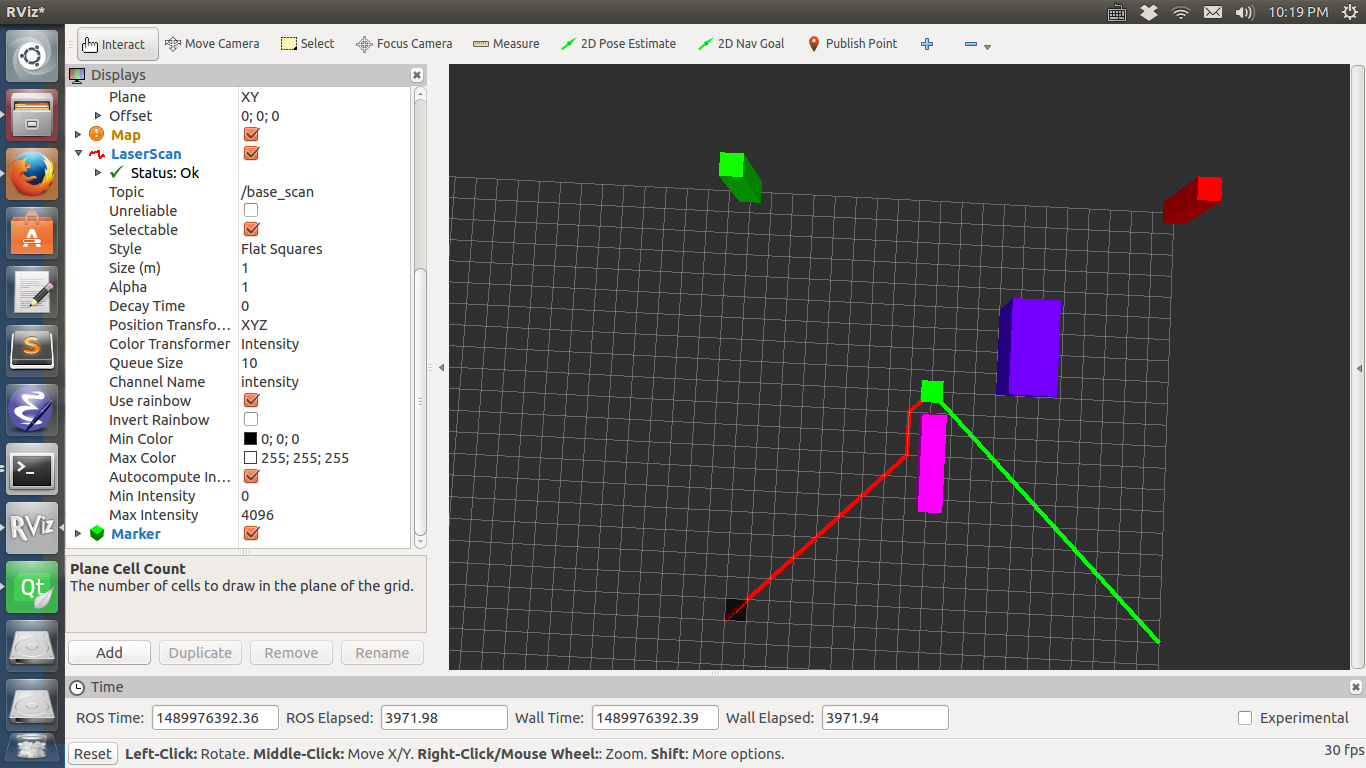 RViz*
10:19 PM
Interact Move Camera Select Focus Camera Measure 2D Pose Estimate 2D Nav Goal Publish Point
Displays
Plane XY
Offset 0; 0; 0
Map
LaserScan
Status: Ok
Topic /base_scan
Unreliable
Selectable
Style Flat Squares
Size (m) 1
Alpha 1
Decay Time 0
Position Transfo... XYZ
Color Transformer Intensity
Queue Size 10
Channel Name intensity
Use rainbow
Invert Rainbow
Min Color 0; 0; 0
Max Color 255; 255; 255
Autocompute In...
Min Intensity 0
Max Intensity 4096
Marker
Plane Cell Count
The number of cells to draw in the plane of the grid.
Add Duplicate Remove Rename
Time
ROS Time: 1489976392.36 ROS Elapsed: 3971.98 Wall Time: 1489976392.39 Wall Elapsed: 3971.94 Experimental
Reset Left-Click: Rotate. Middle-Click: Move X/Y. Right-Click/Mouse Wheel:: Zoom. Shift: More options. 30 fps
A
S
>_
RViz
Qt